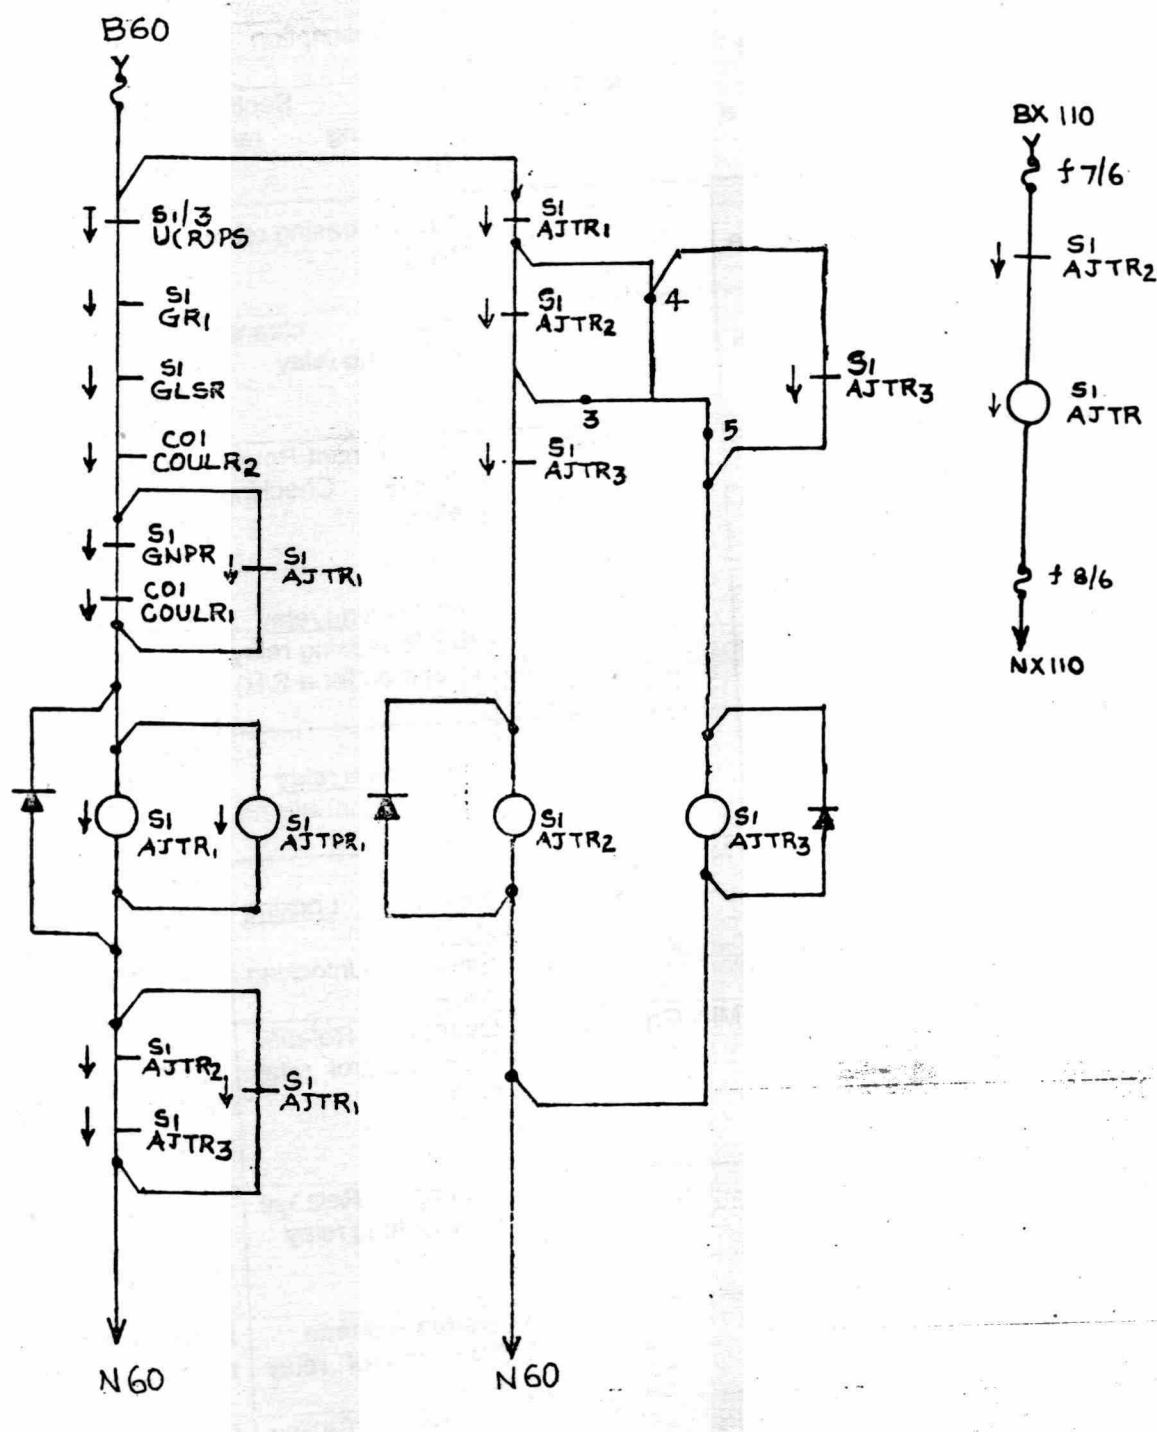 B60
S1/3
U(R)PS
S1
GR1
S1
GLSR
CO1
COULR2
S1
GNPR
CO1
COULR1
S1
AJTR1
S1
AJTR1
S1
AJTPR1
S1
AJTR2
S1
AJTR3
S1
AJTR1
N60
S1
AJTR1
S1
AJTR2
4
3
5
S1
AJTR3
S1
AJTR3
S1
AJTR2
S1
AJTR3
N60
BX 110
f 7/6
S1
AJTR2
S1
AJTR
f 8/6
NX110